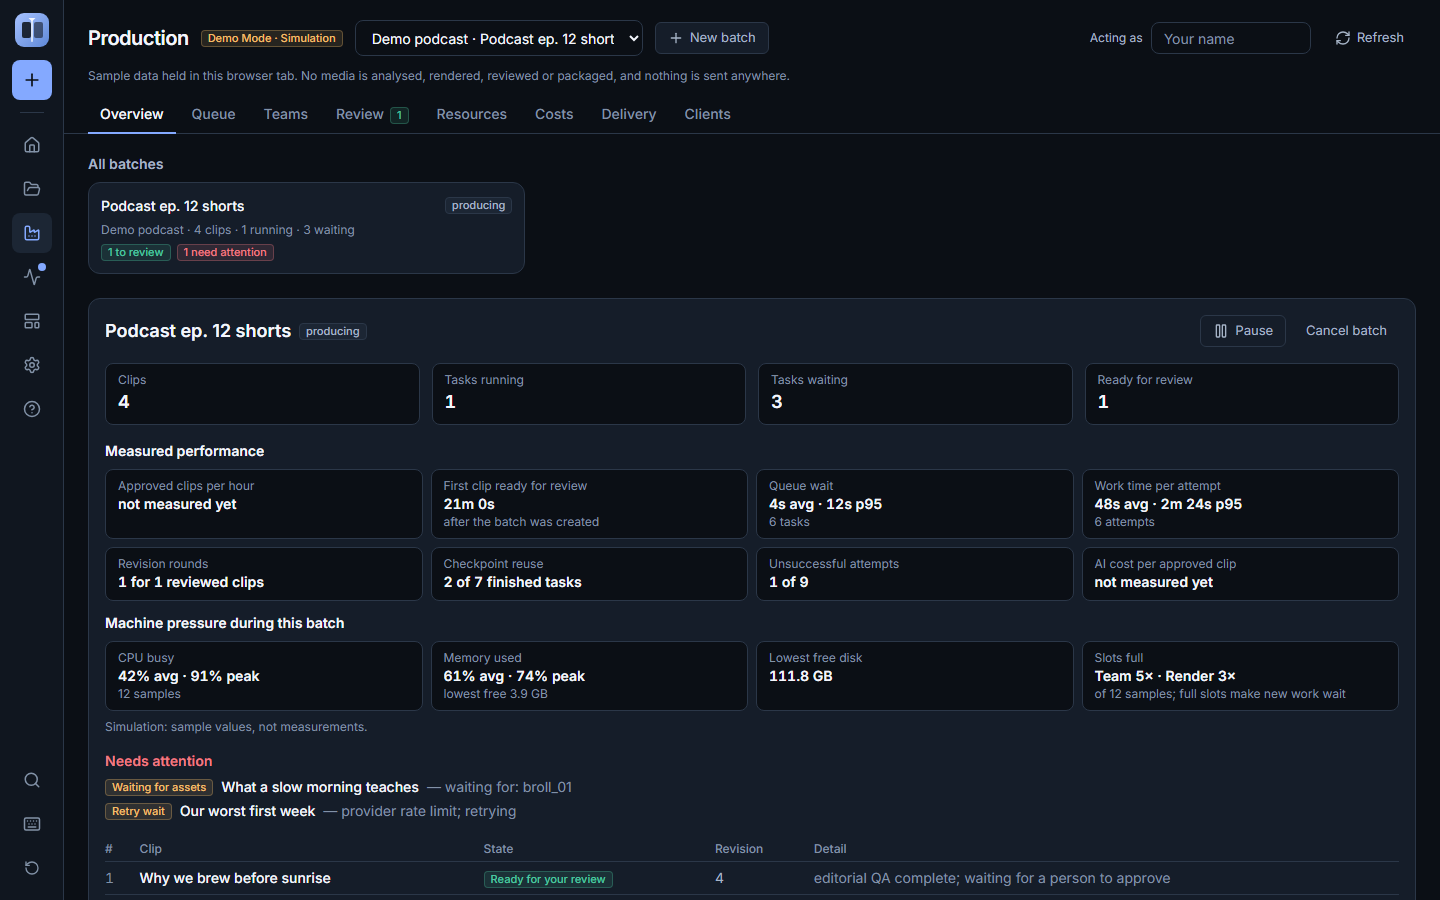 Production
Demo Mode · Simulation
Demo podcast · Podcast ep. 12 short
New batch
Acting as
Your name
Refresh
Sample data held in this browser tab. No media is analysed, rendered, reviewed or packaged, and nothing is sent anywhere.
Overview
Queue
Teams
Review 1
Resources
Costs
Delivery
Clients
All batches
Podcast ep. 12 shorts
producing
Demo podcast · 4 clips · 1 running · 3 waiting
1 to review
1 need attention
Podcast ep. 12 shorts
producing
Pause
Cancel batch
Clips
4
Tasks running
1
Tasks waiting
3
Ready for review
1
Measured performance
Approved clips per hour
not measured yet
First clip ready for review
21m 0s
after the batch was created
Queue wait
4s avg · 12s p95
6 tasks
Work time per attempt
48s avg · 2m 24s p95
6 attempts
Revision rounds
1 for 1 reviewed clips
Checkpoint reuse
2 of 7 finished tasks
Unsuccessful attempts
1 of 9
AI cost per approved clip
not measured yet
Machine pressure during this batch
CPU busy
42% avg · 91% peak
12 samples
Memory used
61% avg · 74% peak
lowest free 3.9 GB
Lowest free disk
111.8 GB
Slots full
Team 5× · Render 3×
of 12 samples; full slots make new work wait
Simulation: sample values, not measurements.
Needs attention
Waiting for assets What a slow morning teaches — waiting for: broll_01
Retry wait Our worst first week — provider rate limit; retrying
# Clip State Revision Detail
1 Why we brew before sunrise Ready for your review 4 editorial QA complete; waiting for a person to approve